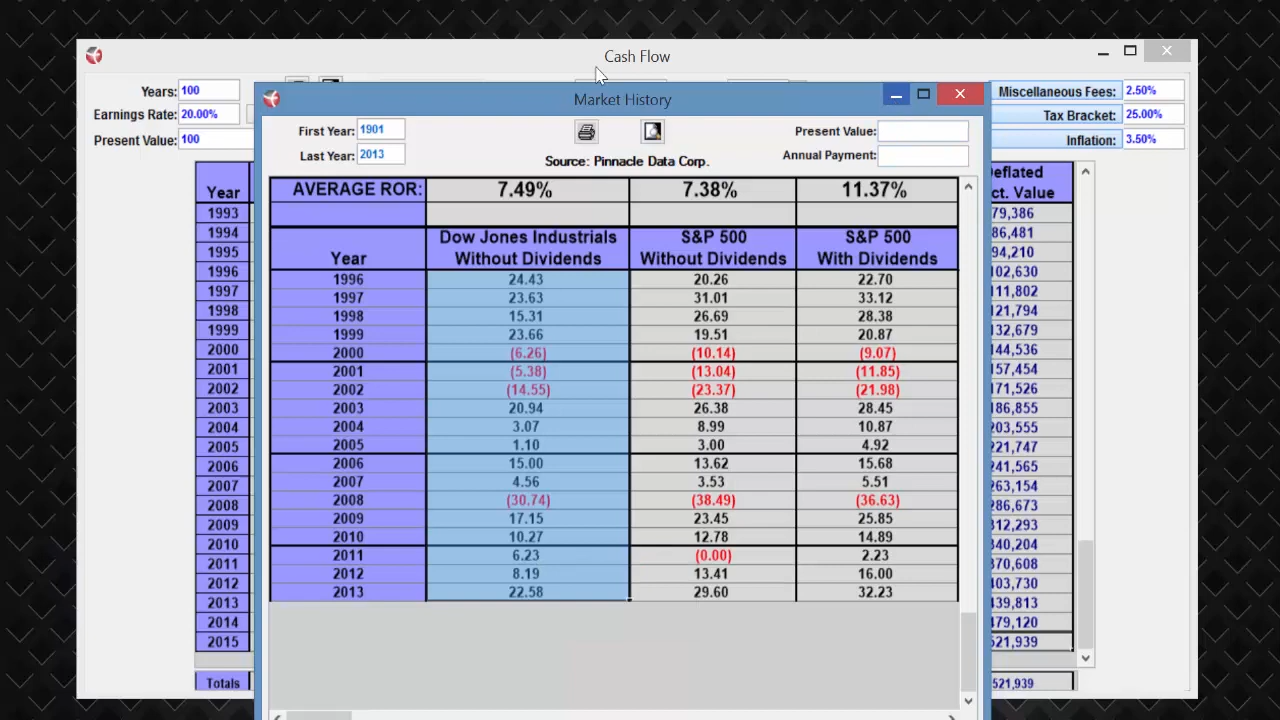 Cash Flow
Years: 100
Earnings Rate: 20.00%
Present Value: 100
Miscellaneous Fees: 2.50%
Tax Bracket: 25.00%
Inflation: 3.50%
Market History
First Year: 1901
Last Year: 2013
Source: Pinnacle Data Corp.
Present Value:
Annual Payment:
AVERAGE ROR: 7.49% 7.38% 11.37%
Year Dow Jones Industrials Without Dividends S&P 500 Without Dividends S&P 500 With Dividends
1996 24.43 20.26 22.70
1997 23.63 31.01 33.12
1998 15.31 26.69 28.38
1999 23.66 19.51 20.87
2000 (6.26) (10.14) (9.07)
2001 (5.38) (13.04) (11.85)
2002 (14.55) (23.37) (21.98)
2003 20.94 26.38 28.45
2004 3.07 8.99 10.87
2005 1.10 3.00 4.92
2006 15.00 13.62 15.68
2007 4.56 3.53 5.51
2008 (30.74) (38.49) (36.63)
2009 17.15 23.45 25.85
2010 10.27 12.78 14.89
2011 6.23 (0.00) 2.23
2012 8.19 13.41 16.00
2013 22.58 29.60 32.23
Year
1993
1994
1995
1996
1997
1998
1999
2000
2001
2002
2003
2004
2005
2006
2007
2008
2009
2010
2011
2012
2013
2014
2015
Totals
Value
79,386
86,481
94,210
102,630
111,802
121,794
132,679
144,536
157,454
171,526
186,855
203,555
221,747
241,565
263,154
286,673
312,293
340,204
370,608
403,730
439,813
479,120
521,939
521,939